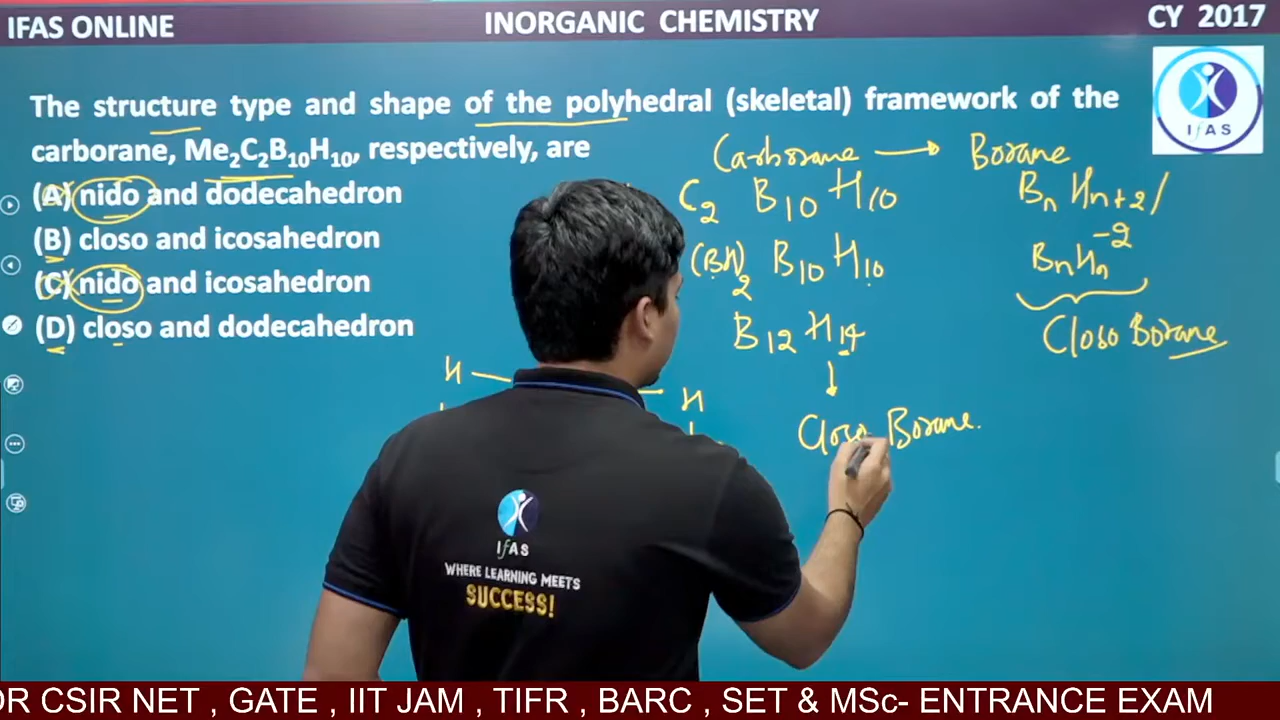 IFAS ONLINE
INORGANIC CHEMISTRY
CY 2017
The structure type and shape of the polyhedral (skeletal) framework of the
carborane, Me₂C₂B₁₀H₁₀, respectively, are
(A) nido and dodecahedron
(B) closo and icosahedron
(C) nido and icosahedron
(D) closo and dodecahedron
IFAS
Carborane → Borane
C₂ B₁₀ H₁₀
BₙHₙ₊₂/
(BH)₂ B₁₀ H₁₀
BₙHₙ⁻²
B₁₂ H₁₄
Closo Borane
↓
Closo Borane.
H
H
IfAS
WHERE LEARNING MEETS
SUCCESS!
OR CSIR NET , GATE , IIT JAM , TIFR , BARC , SET & MSc- ENTRANCE EXAM